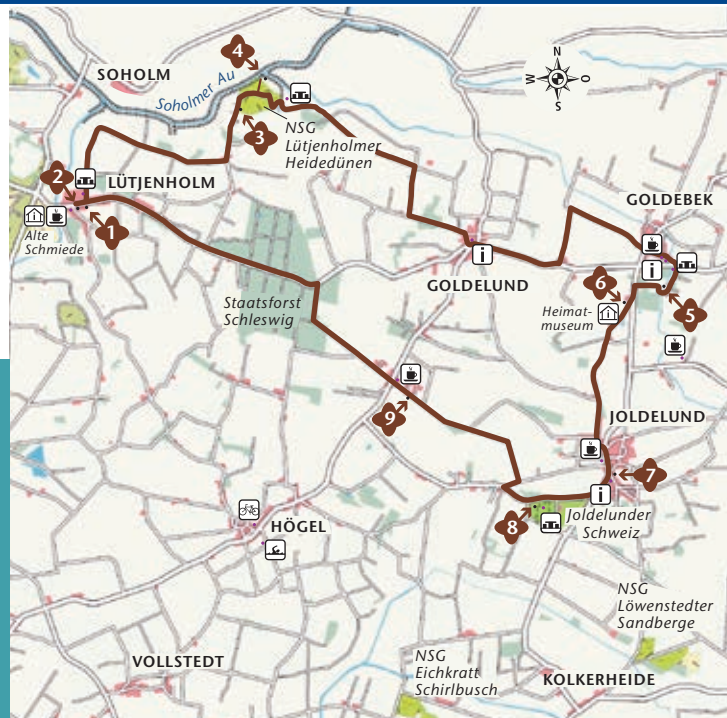 SOHOLM
Soholmer Au
4
N
W
O
S
3
NSG
Lütjenholmer
Heidedünen
2
LÜTJENHOLM
1
Alte
Schmiede
GOLDEBEK
i
GOLDELUND
i
6
5
Heimat-
museum
Staatsforst
Schleswig
9
JOLDELUND
7
i
8
Joldelunder
Schweiz
HÖGEL
NSG
Löwenstedter
Sandberge
VOLLSTEDT
NSG
Eichkratt
Schirlbusch
KOLKERHEIDE